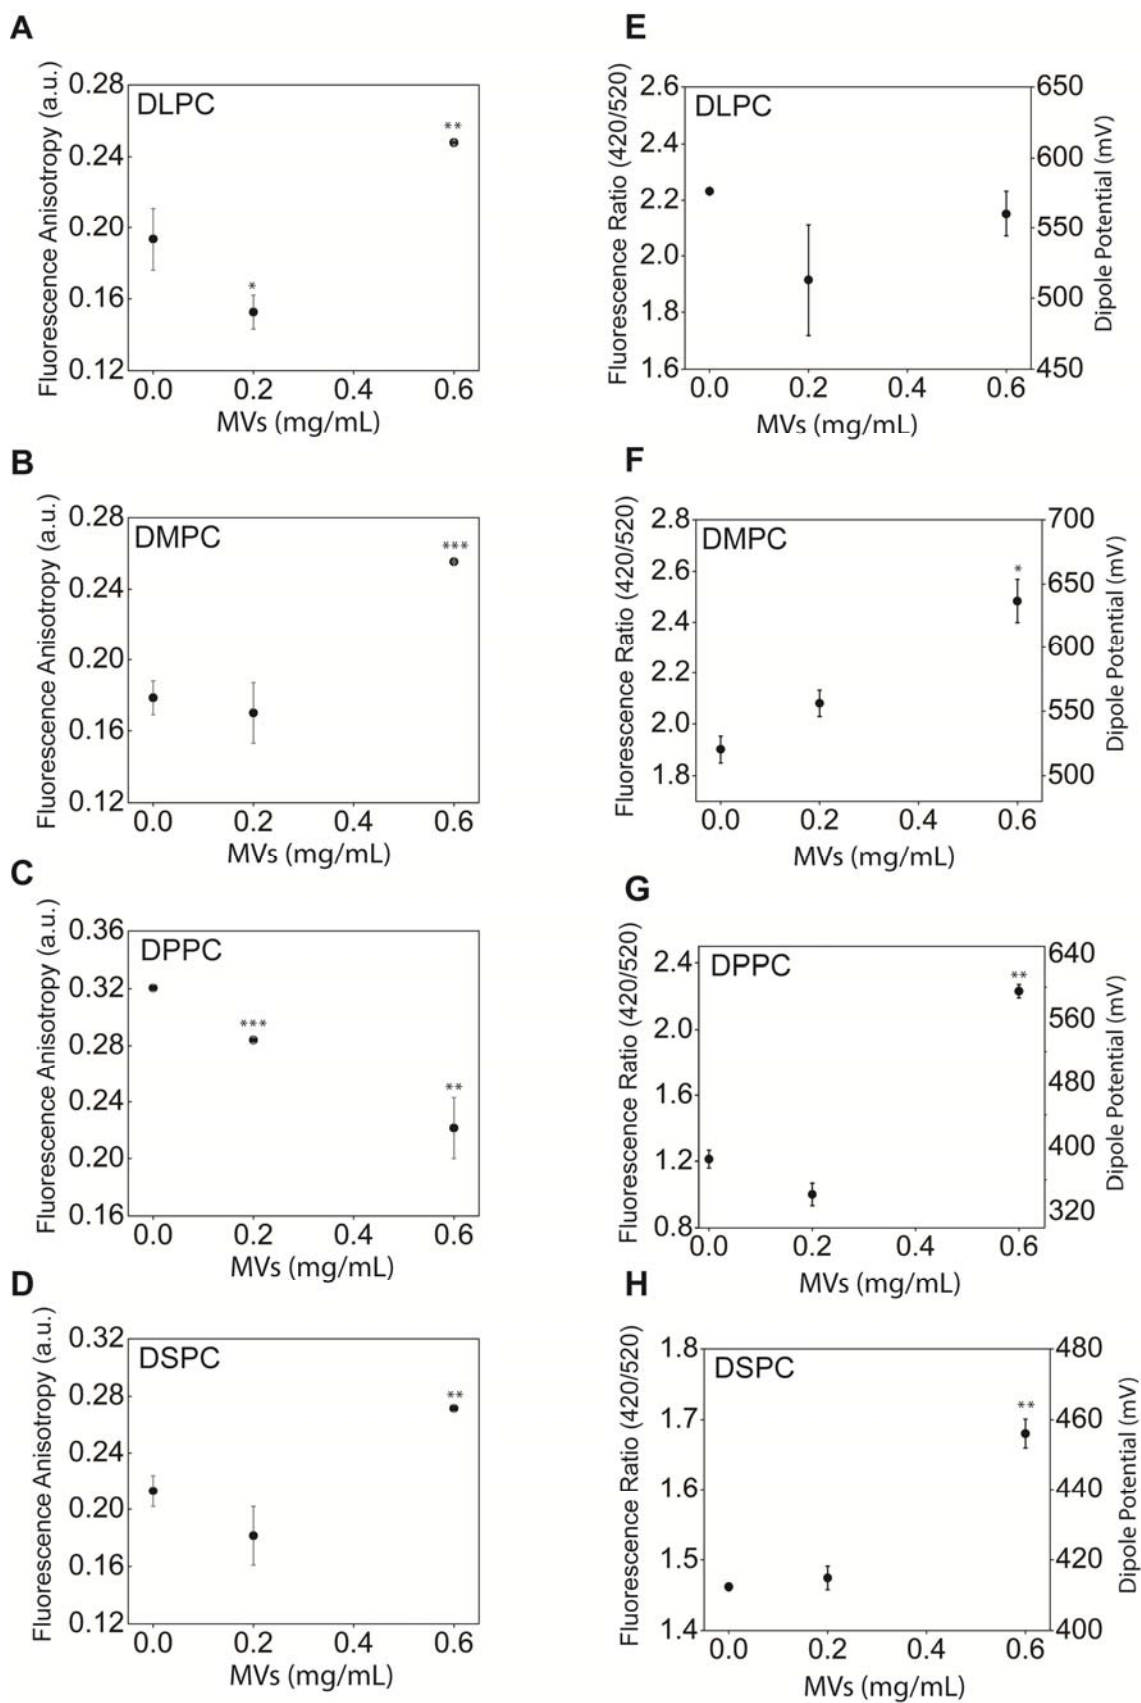 A
Fluorescence Anisotropy (a.u.)
0.28
0.24
0.20
0.16
0.12
DLPC
*
**
0.0 0.2 0.4 0.6
MVs (mg/mL)
E
Fluorescence Ratio (420/520)
2.6
2.4
2.2
2.0
1.8
1.6
DLPC
650
600
550
500
450
Dipole Potential (mV)
0.0 0.2 0.4 0.6
MVs (mg/mL)
B
Fluorescence Anisotropy (a.u.)
0.28
0.24
0.20
0.16
0.12
DMPC
***
0.0 0.2 0.4 0.6
MVs (mg/mL)
F
Fluorescence Ratio (420/520)
2.8
2.6
2.4
2.2
2.0
1.8
DMPC
*
700
650
600
550
500
Dipole Potential (mV)
0.0 0.2 0.4 0.6
MVs (mg/mL)
C
Fluorescence Anisotropy (a.u.)
0.36
0.32
0.28
0.24
0.20
0.16
DPPC
***
**
0.0 0.2 0.4 0.6
MVs (mg/mL)
G
Fluorescence Ratio (420/520)
2.4
2.0
1.6
1.2
0.8
DPPC
**
640
560
480
400
320
Dipole Potential (mV)
0.0 0.2 0.4 0.6
MVs (mg/mL)
D
Fluorescence Anisotropy (a.u.)
0.32
0.28
0.24
0.20
0.16
0.12
DSPC
**
0.0 0.2 0.4 0.6
MVs (mg/mL)
H
Fluorescence Ratio (420/520)
1.8
1.7
1.6
1.5
1.4
DSPC
**
480
460
440
420
400
Dipole Potential (mV)
0.0 0.2 0.4 0.6
MVs (mg/mL)